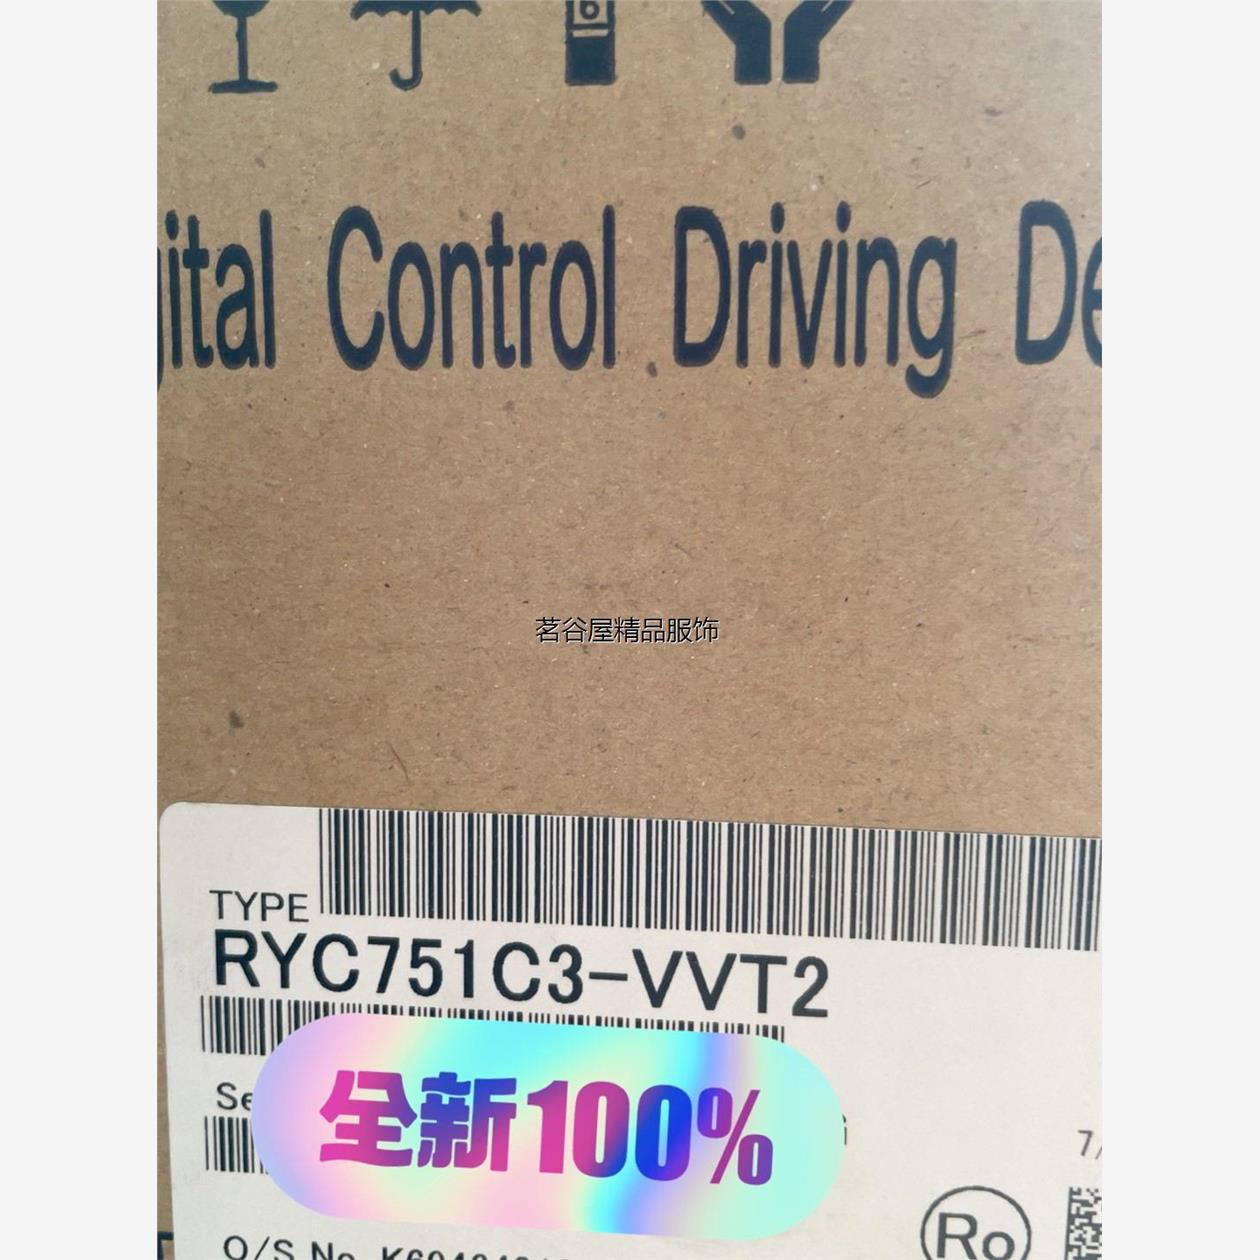 6
gital Control Driving De
茗谷屋精品服饰
TYPE
RYC751C3-VVT2
Se
全新100%
7/
Ro
O/S No.